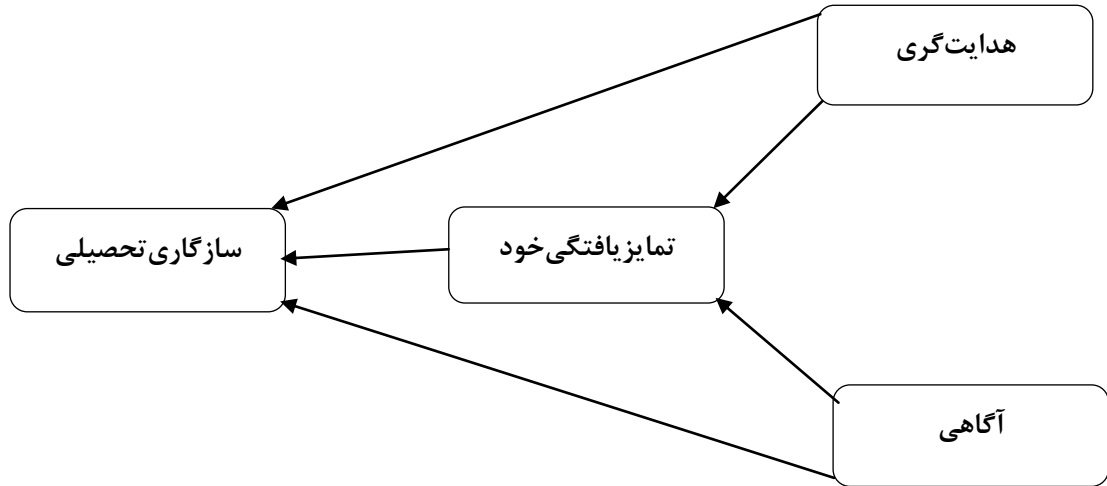 هدایت‌گری
تمایزیافتگی خود
سازگاری تحصیلی
آگاهی